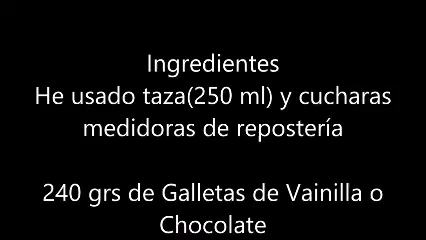 Ingredientes
He usado taza(250 ml) y cucharas
medidoras de repostería
240 grs de Galletas de Vainilla o
Chocolate